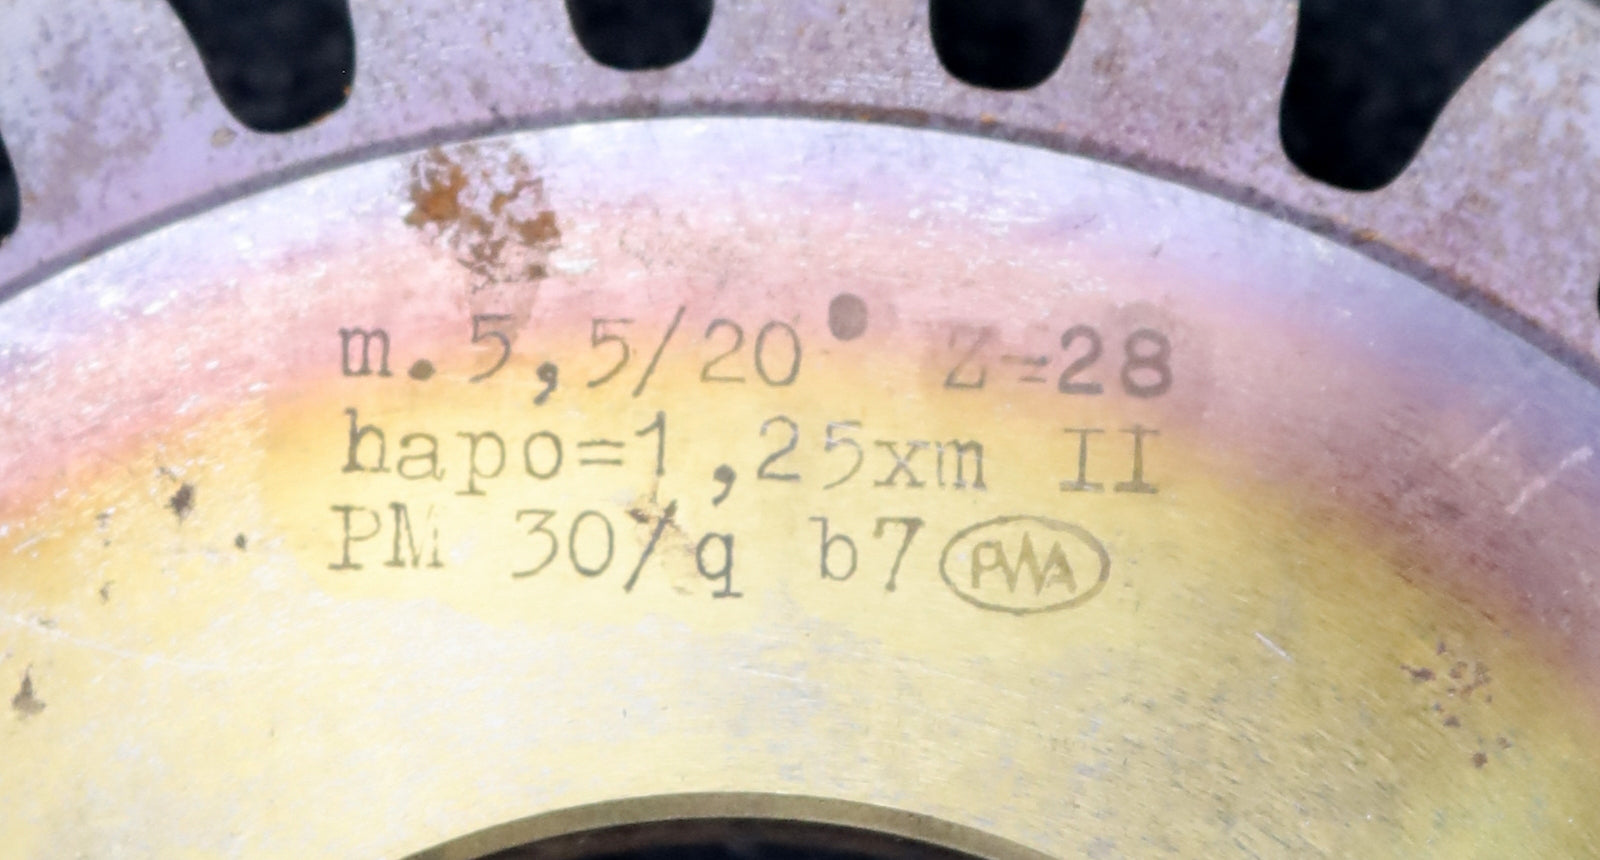 m.5,5/20° Z=28
hapo=1,25xm II
PM 30/q b7 PWA